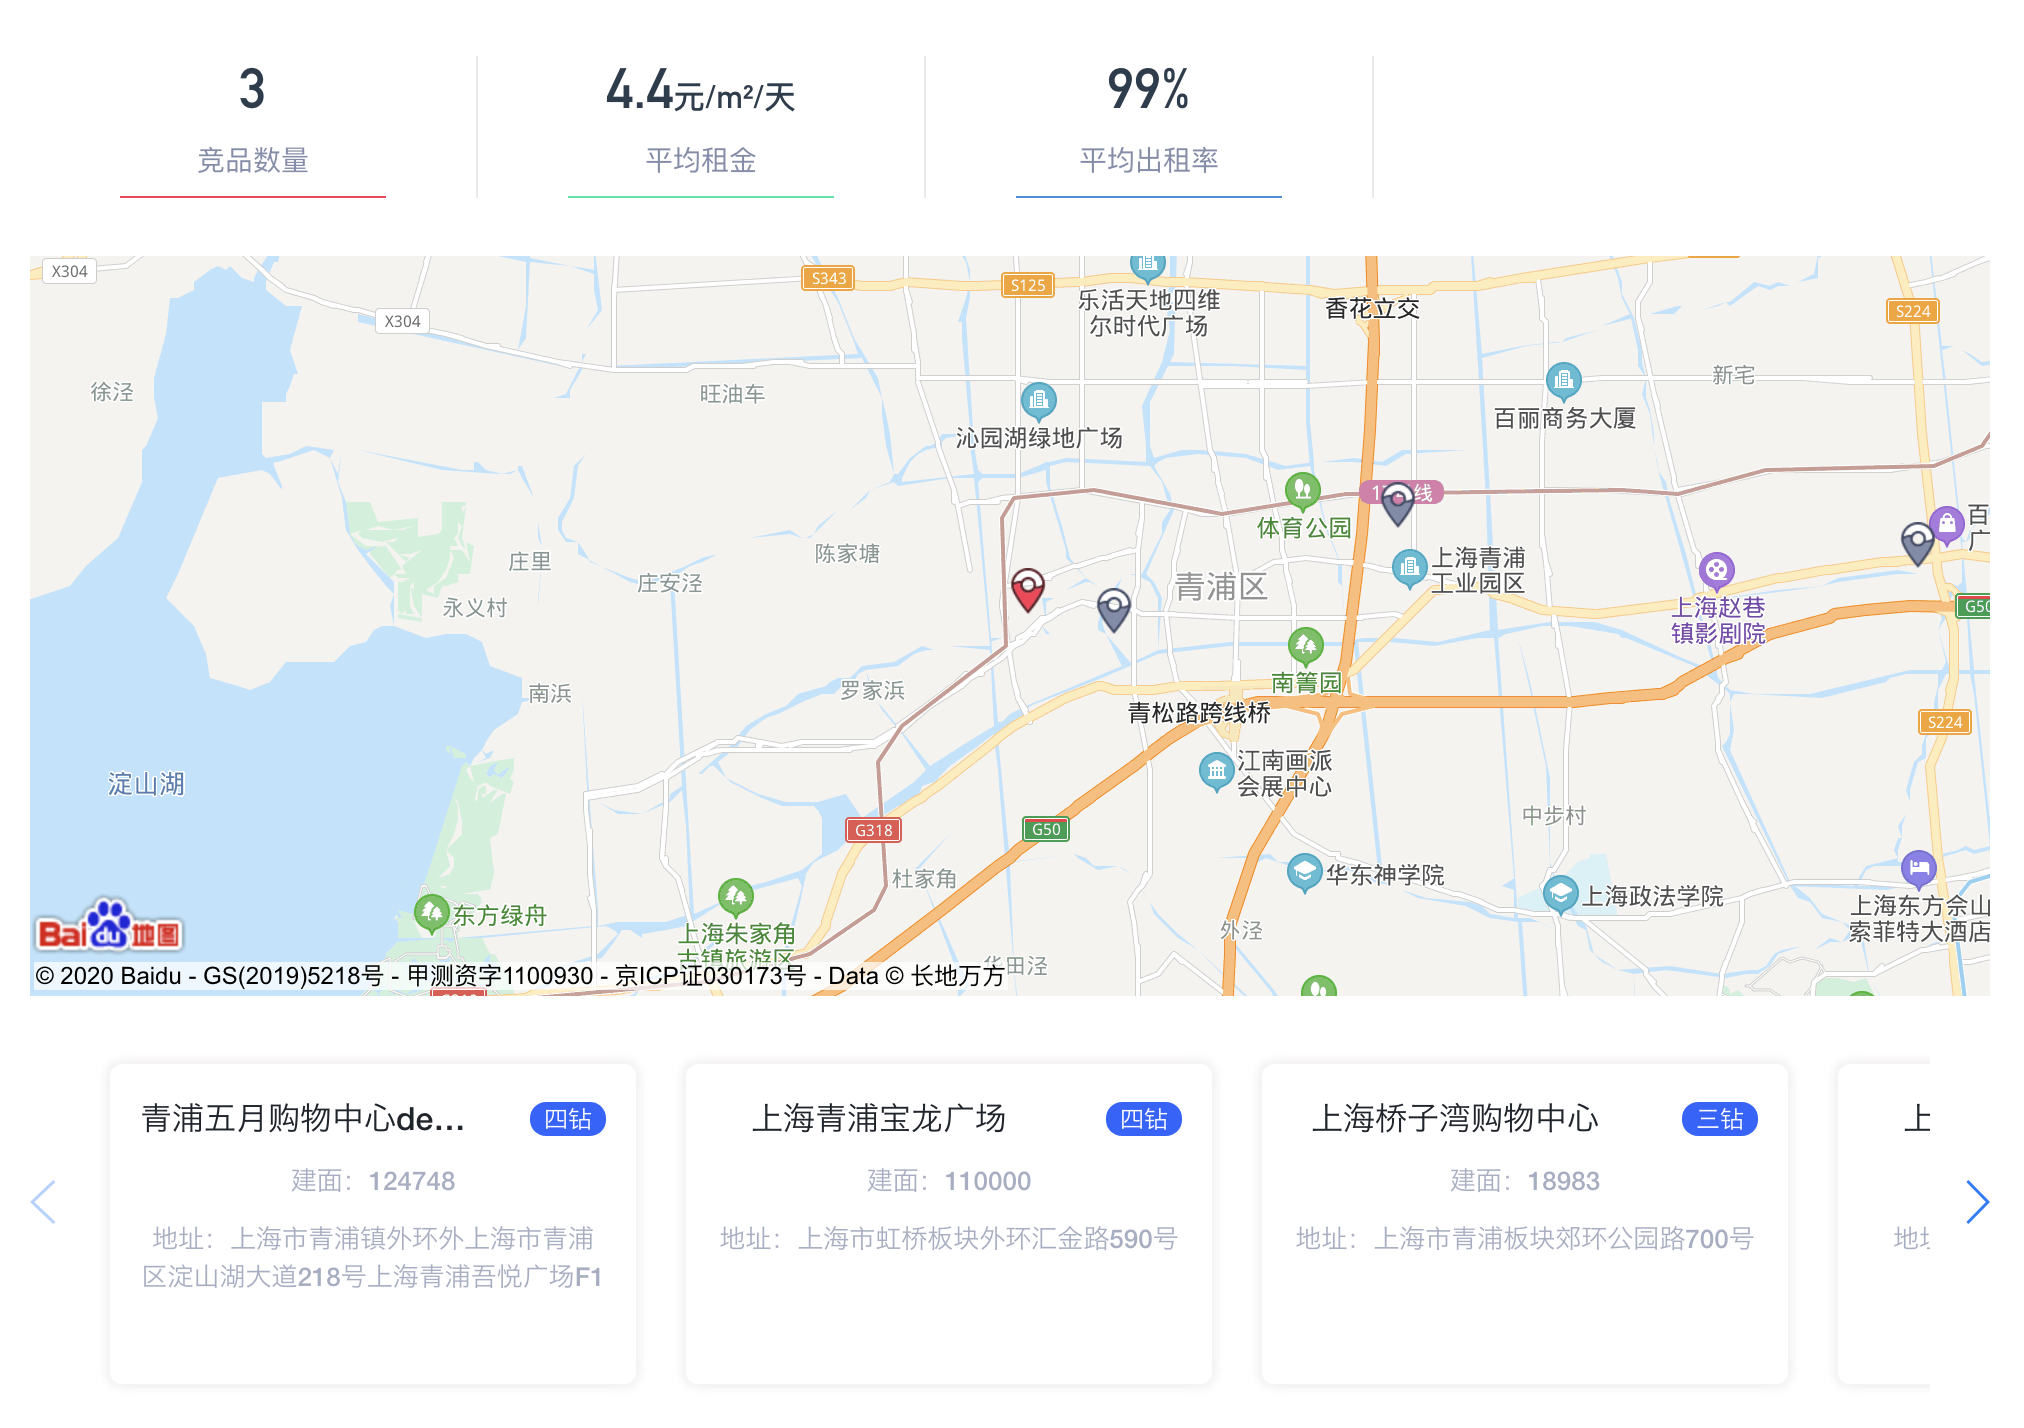 3
竞品数量
4.4元/m²/天
平均租金
99%
平均出租率
X304
S343
S125
乐活天地四维
尔时代广场
香花立交
S224
X304
徐泾
旺油车
沁园湖绿地广场
百丽商务大厦
新宅
体育公园
陈家塘
庄里
庄安泾
永义村
青浦区
上海青浦
工业园区
上海赵巷
镇影剧院
G50
南浜
罗家浜
南箐园
青松路跨线桥
S224
淀山湖
江南画派
会展中心
中步村
G318
G50
杜家角
华东神学院
上海政法学院
东方绿舟
上海朱家角
古镇旅游区
外泾
上海东方佘山
索菲特大酒店
华田泾
Bai du 地图
© 2020 Baidu - GS(2019)5218号 - 甲测资字1100930 - 京ICP证030173号 - Data © 长地万方
青浦五月购物中心de...
四钻
建面：124748
地址：上海市青浦镇外环外上海市青浦
区淀山湖大道218号上海青浦吾悦广场F1
上海青浦宝龙广场
四钻
建面：110000
地址：上海市虹桥板块外环汇金路590号
上海桥子湾购物中心
三钻
建面：18983
地址：上海市青浦板块郊环公园路700号
上